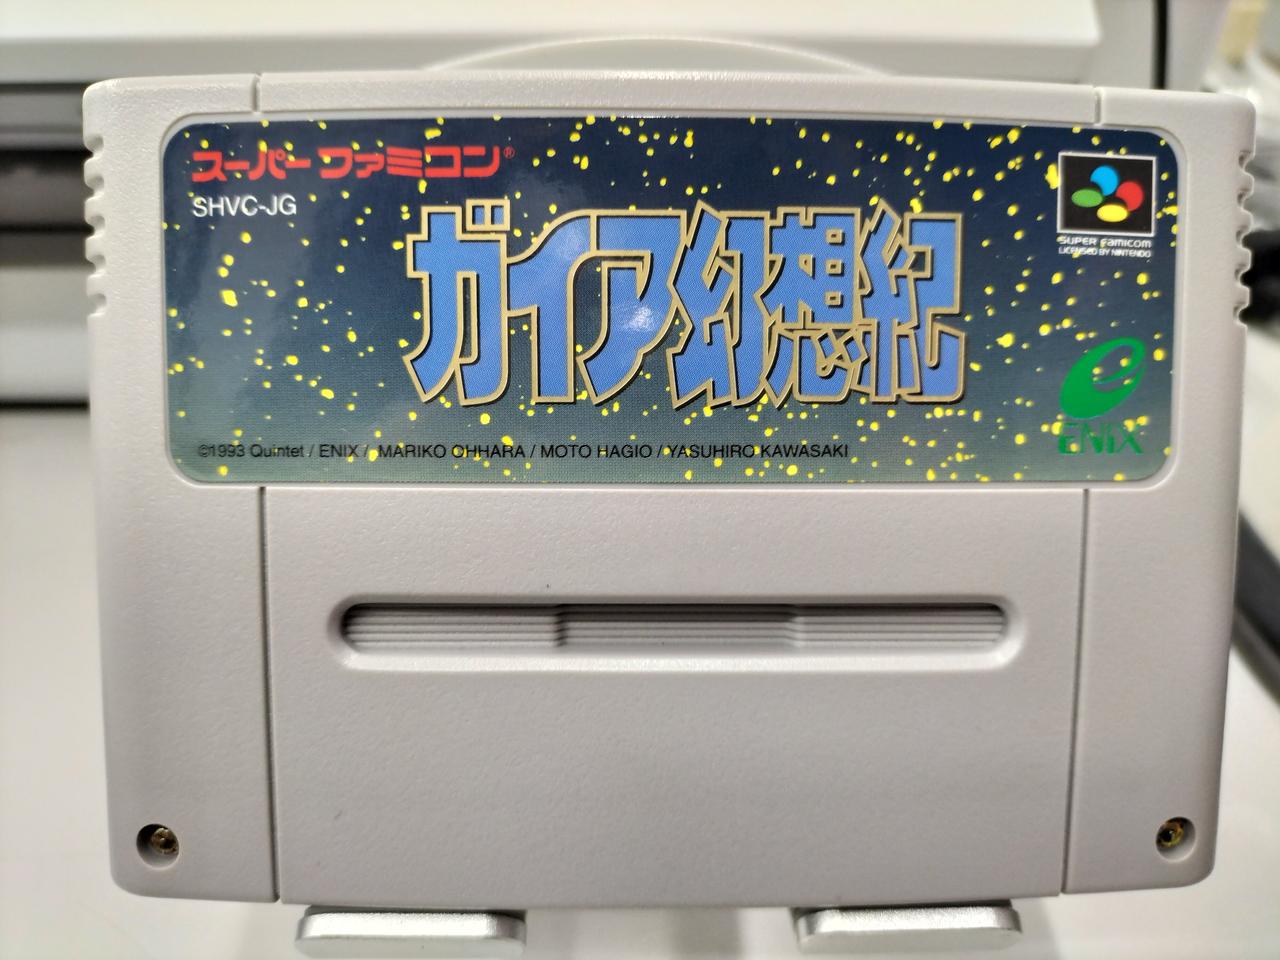 スーパーファミコン®
SHVC-JG
ガイア幻想紀
SUPER Famicom
LICENSED BY NINTENDO
ENIX
©1993 Quintet / ENIX / MARIKO OHHARA / MOTO HAGIO / YASUHIRO KAWASAKI